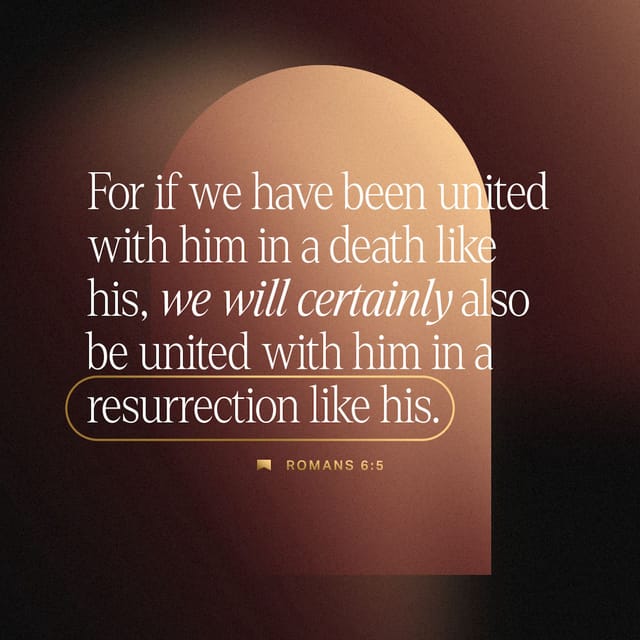 For if we have been united
with him in a death like
his, we will certainly also
be united with him in a
resurrection like his.
ROMANS 6:5